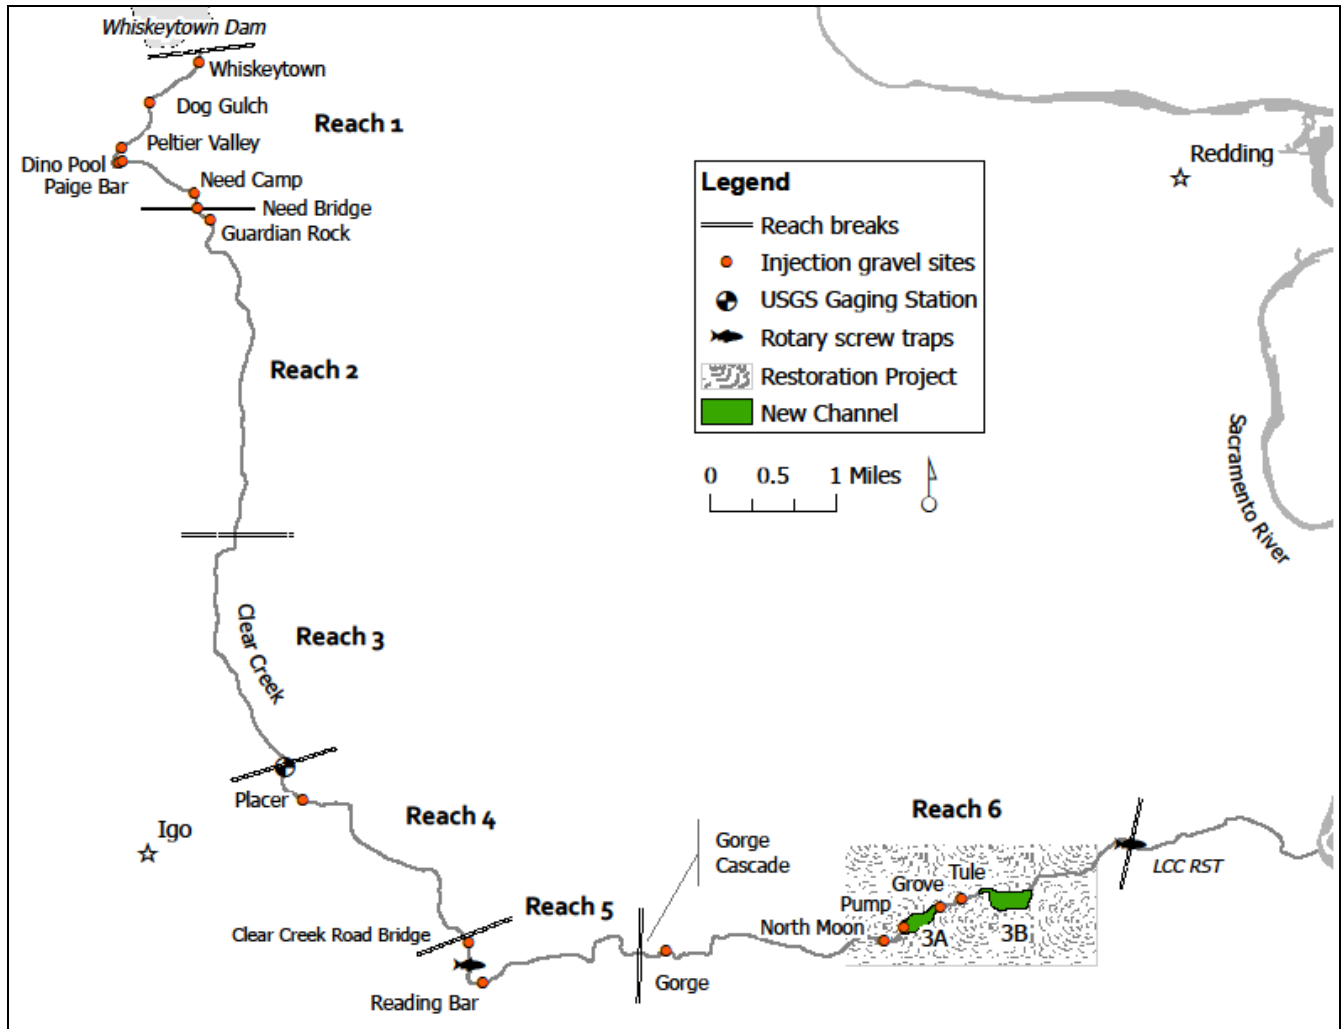 Whiskeytown Dam
Whiskeytown
Dog Gulch
Reach 1
Peltier Valley
Dino Pool
Paige Bar
Need Camp
Need Bridge
Guardian Rock
Redding
Legend
Reach breaks
Injection gravel sites
USGS Gaging Station
Rotary screw traps
Restoration Project
New Channel
Reach 2
0 0.5 1 Miles
Sacramento River
Clear Creek
Reach 3
Placer
Igo
Reach 4
Reach 6
Gorge
Cascade
LCC RST
Tule
Grove
Pump
North Moon
3A
3B
Reach 5
Clear Creek Road Bridge
Gorge
Reading Bar